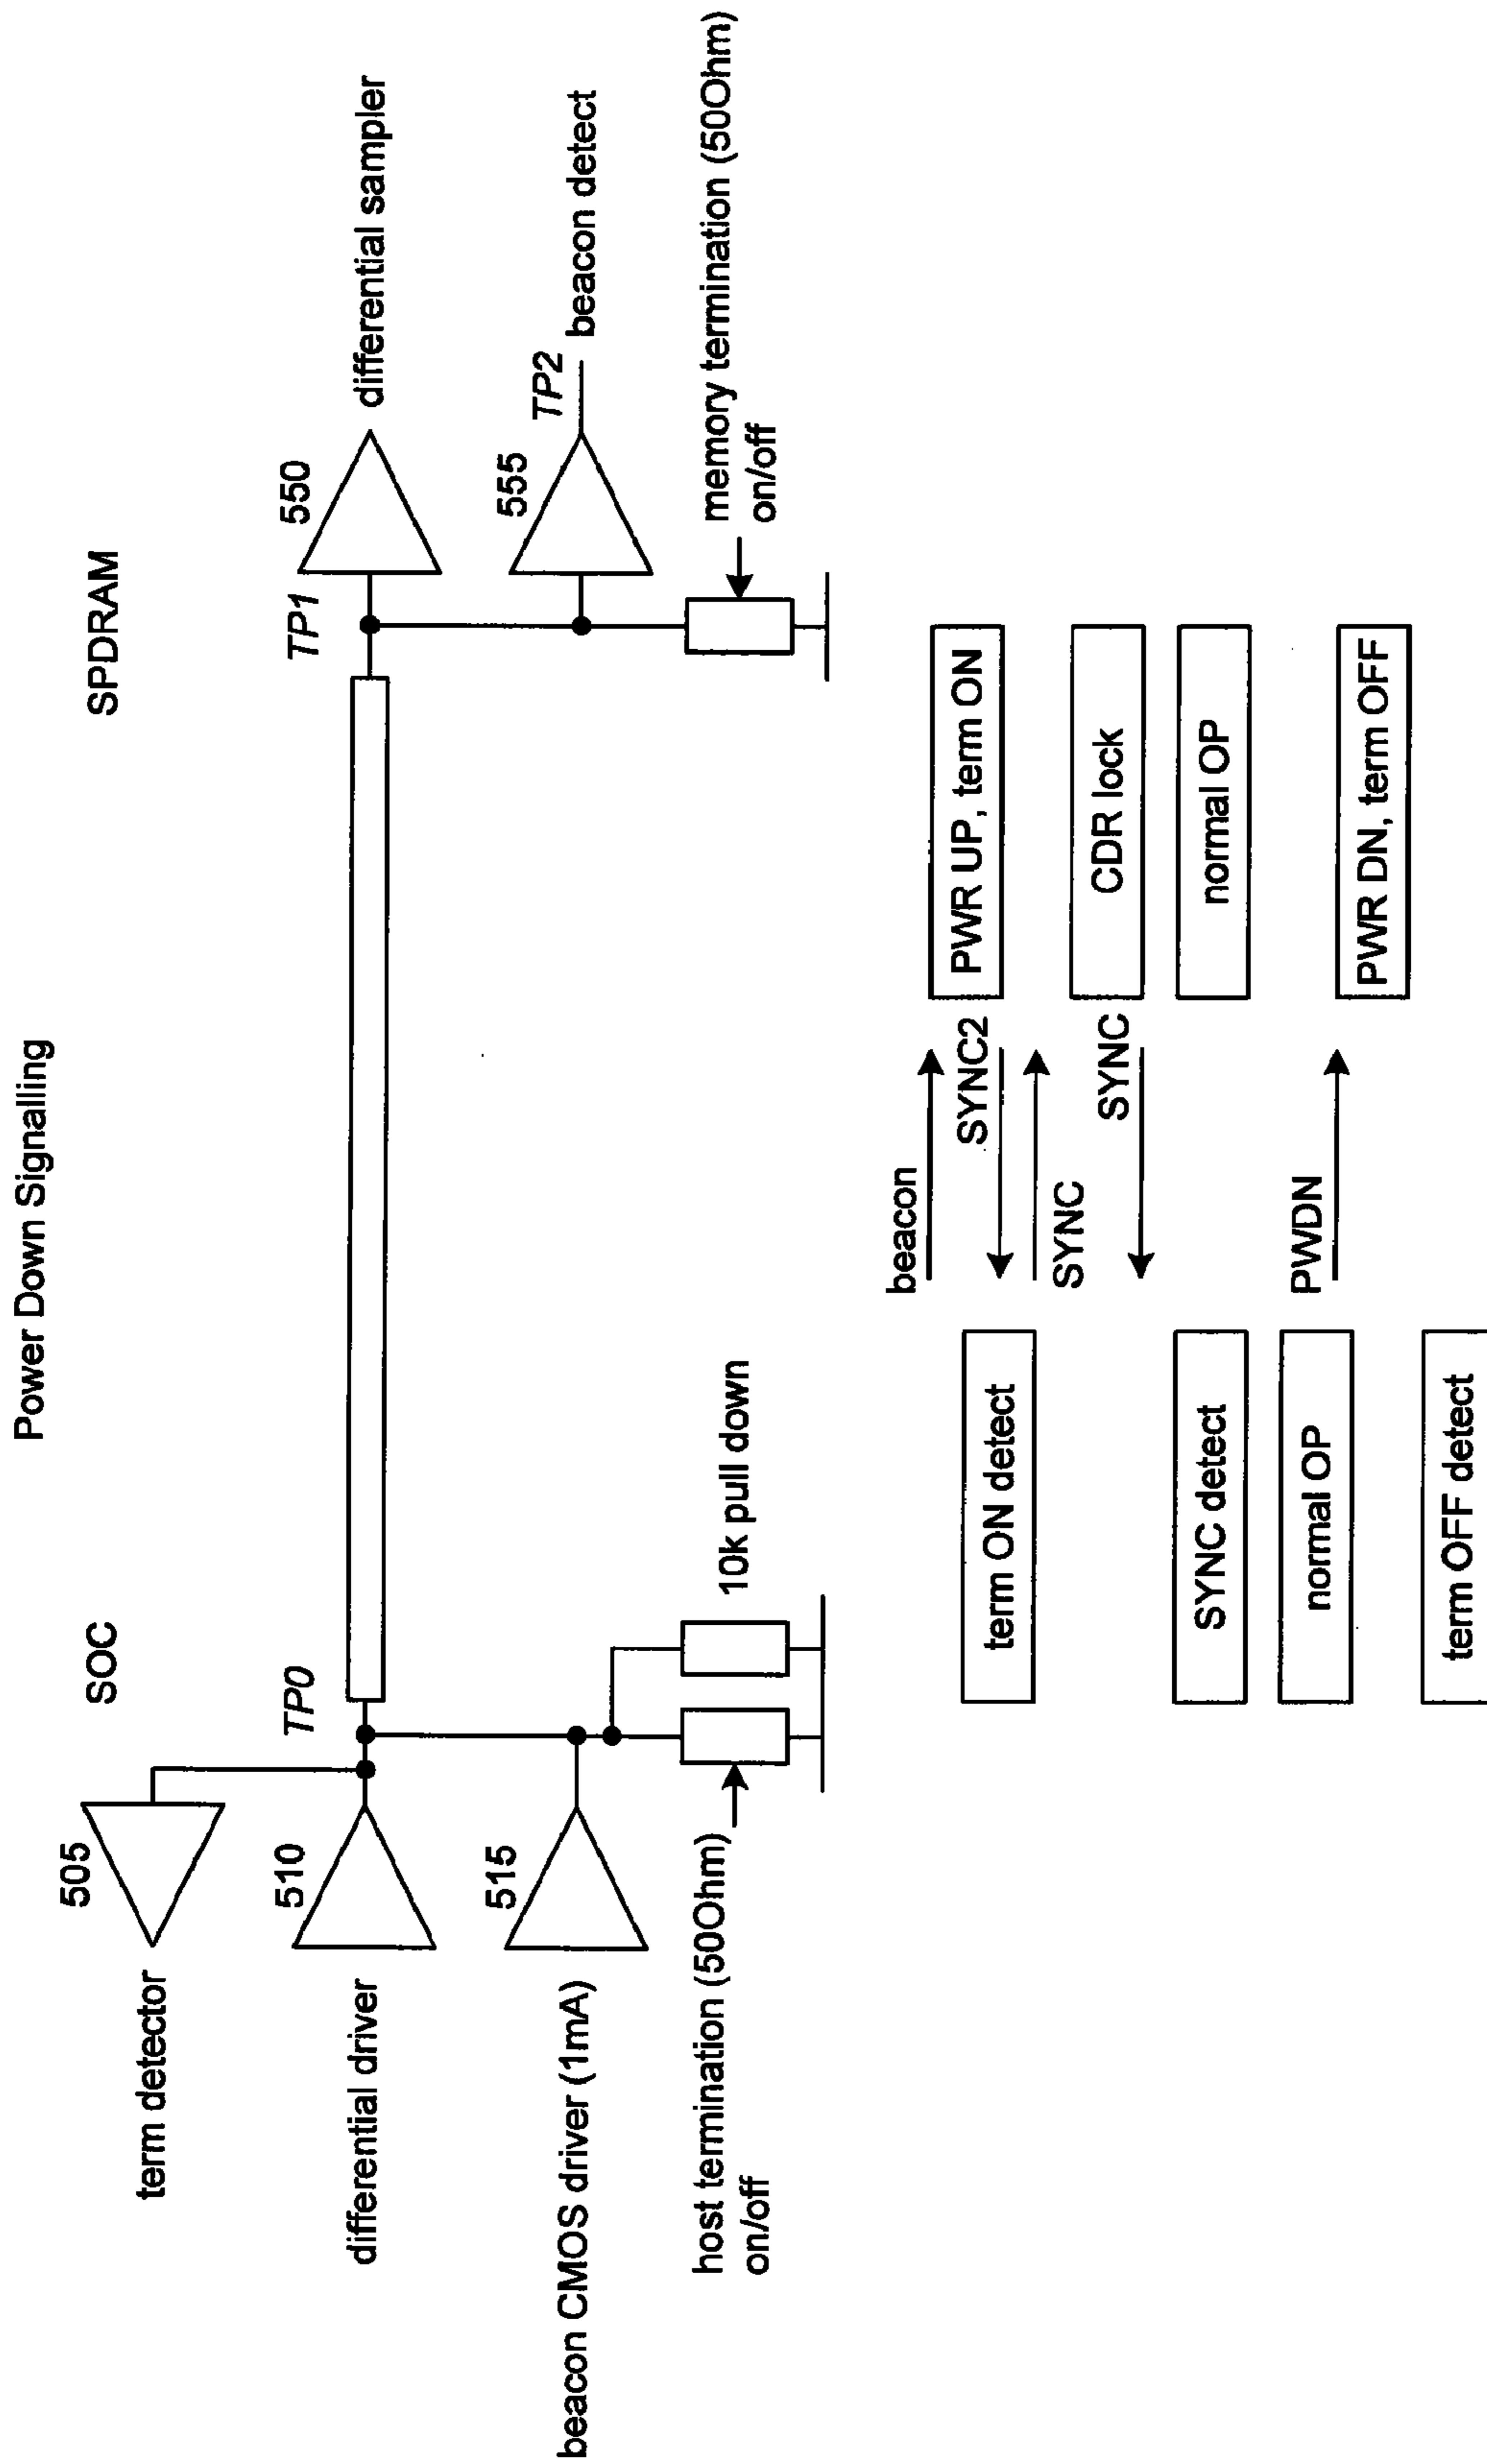 Power Down Signalling
SOC
SPDRAM
505
term detector
TP0
TP1
510
differential driver
550
differential sampler
515
beacon CMOS driver (1mA)
555
TP2
beacon detect
host termination (50Ohm)
on/off
10k pull down
memory termination (50Ohm)
on/off
beacon
PWR UP, term ON
term ON detect
SYNC2
SYNC
CDR lock
SYNC
SYNC detect
normal OP
normal OP
PWDN
PWR DN, term OFF
term OFF detect